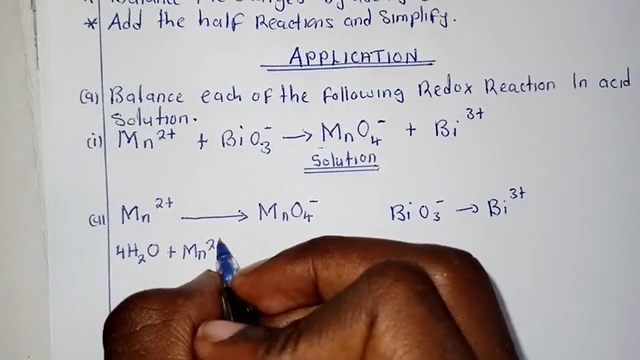 * Add the half Reactions and Simplify.
APPLICATION
(a) Balance each of the following Redox Reaction In acid
Solution.
(i) Mn²⁺ + BiO₃⁻ → MnO₄⁻ + Bi³⁺
Solution
Mn²⁺ → MnO₄⁻ BiO₃⁻ → Bi³⁺
4H₂O + Mn²